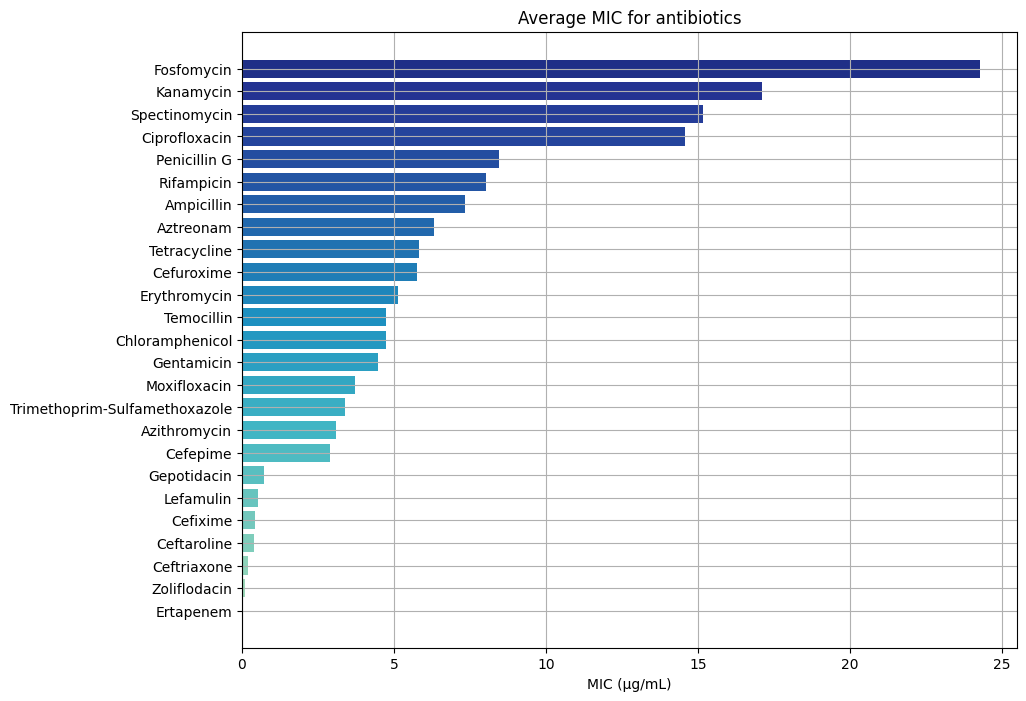 Average MIC for antibiotics
Fosfomycin
Kanamycin
Spectinomycin
Ciprofloxacin
Penicillin G
Rifampicin
Ampicillin
Aztreonam
Tetracycline
Cefuroxime
Erythromycin
Temocillin
Chloramphenicol
Gentamicin
Moxifloxacin
Trimethoprim-Sulfamethoxazole
Azithromycin
Cefepime
Gepotidacin
Lefamulin
Cefixime
Ceftaroline
Ceftriaxone
Zoliflodacin
Ertapenem
0 5 10 15 20 25
MIC (µg/mL)